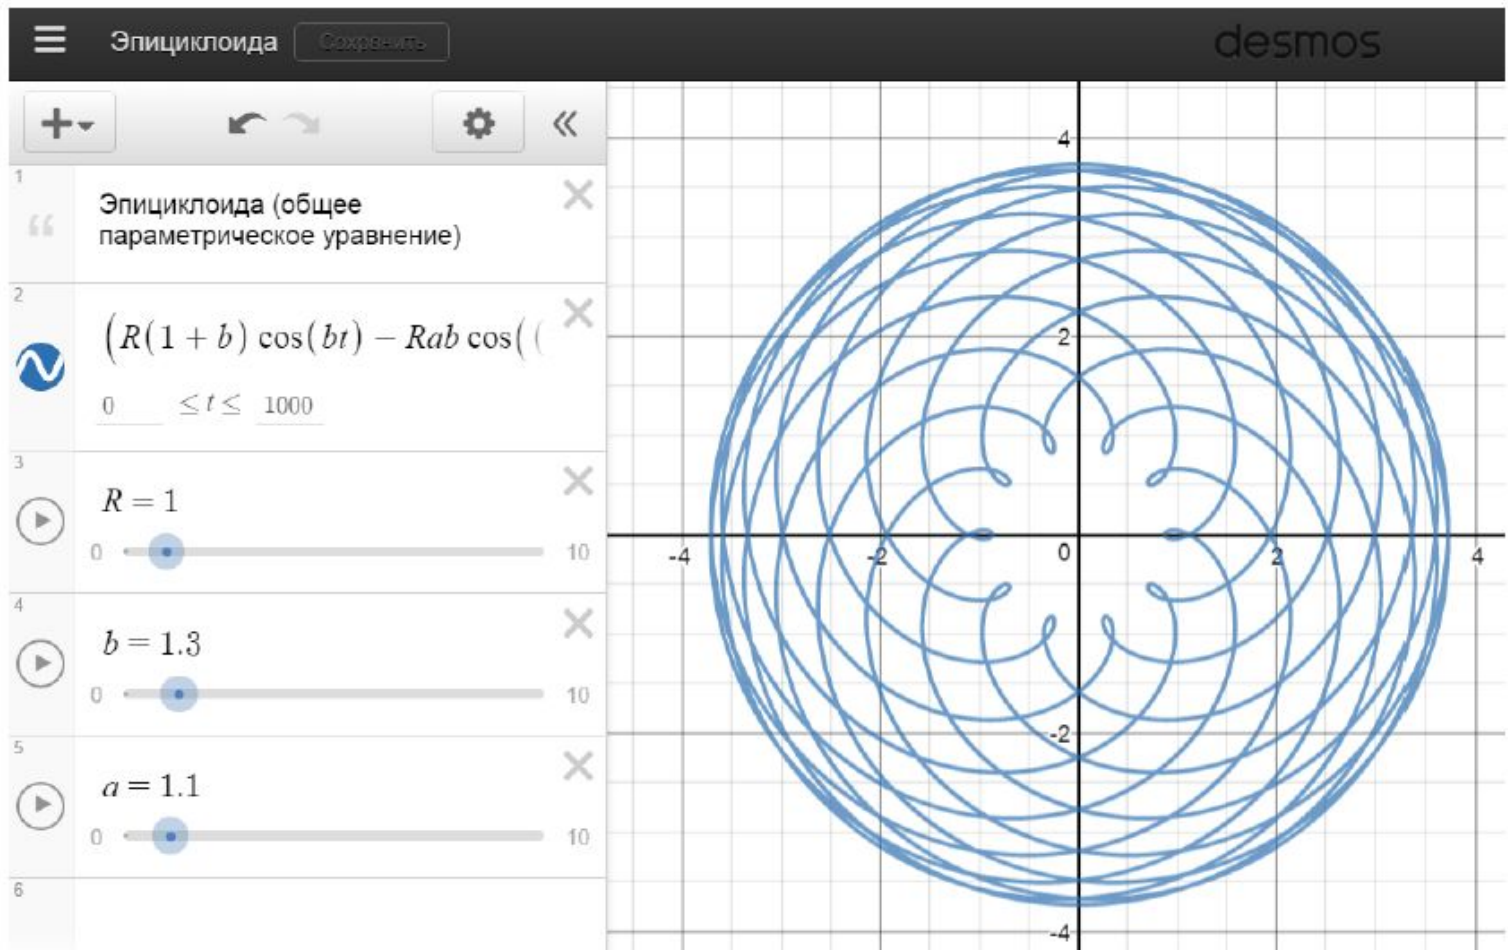 Эпициклоида Сохранить desmos
1
Эпициклоида (общее
параметрическое уравнение)
2
(R(1 + b) cos(bt) − Rab cos( (
0 ≤ t ≤ 1000
3
R = 1
0 10
4
b = 1.3
0 10
5
a = 1.1
0 10
6
4
2
-4 -2 0 2 4
-2
-4